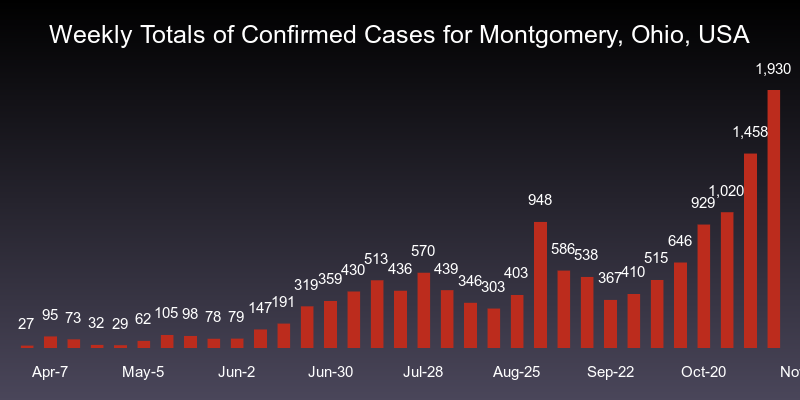 Weekly Totals of Confirmed Cases for Montgomery, Ohio, USA
27 95 73 32 29 62 105 98 78 79 147 191 319 359 430 513 436 570 439 346 303 403 948 586 538 367 410 515 646 929 1,020 1,458 1,930
Apr-7 May-5 Jun-2 Jun-30 Jul-28 Aug-25 Sep-22 Oct-20 No